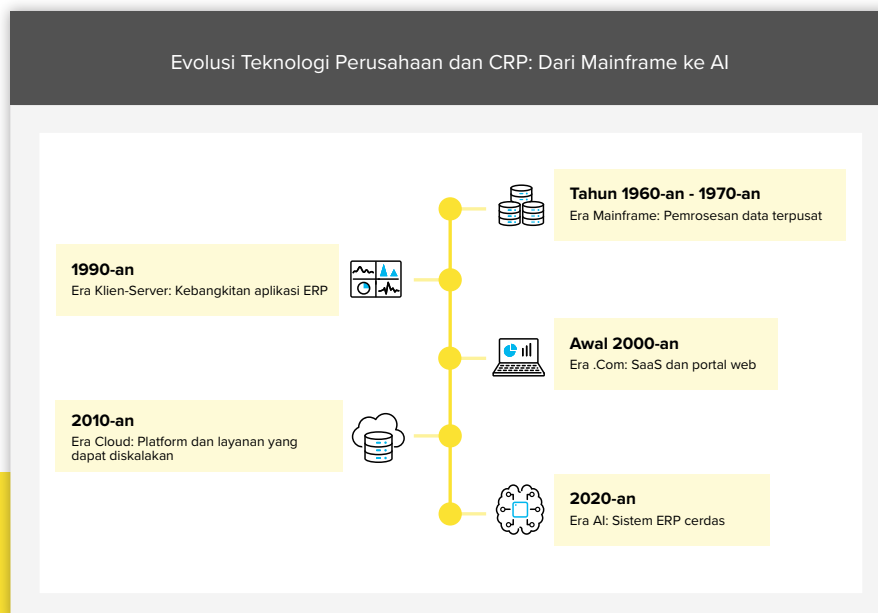 Evolusi Teknologi Perusahaan dan CRP: Dari Mainframe ke AI
Tahun 1960-an - 1970-an
Era Mainframe: Pemrosesan data terpusat
1990-an
Era Klien-Server: Kebangkitan aplikasi ERP
Awal 2000-an
Era .Com: SaaS dan portal web
2010-an
Era Cloud: Platform dan layanan yang
dapat diskalakan
2020-an
Era AI: Sistem ERP cerdas